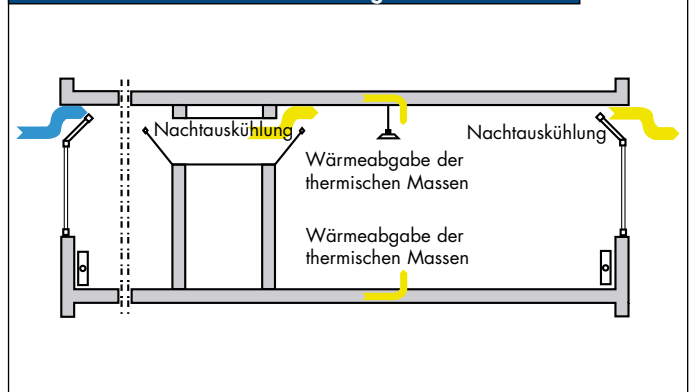 Nachtauskühlung
Nachtauskühlung
Wärmeabgabe der
thermischen Massen
Wärmeabgabe der
thermischen Massen